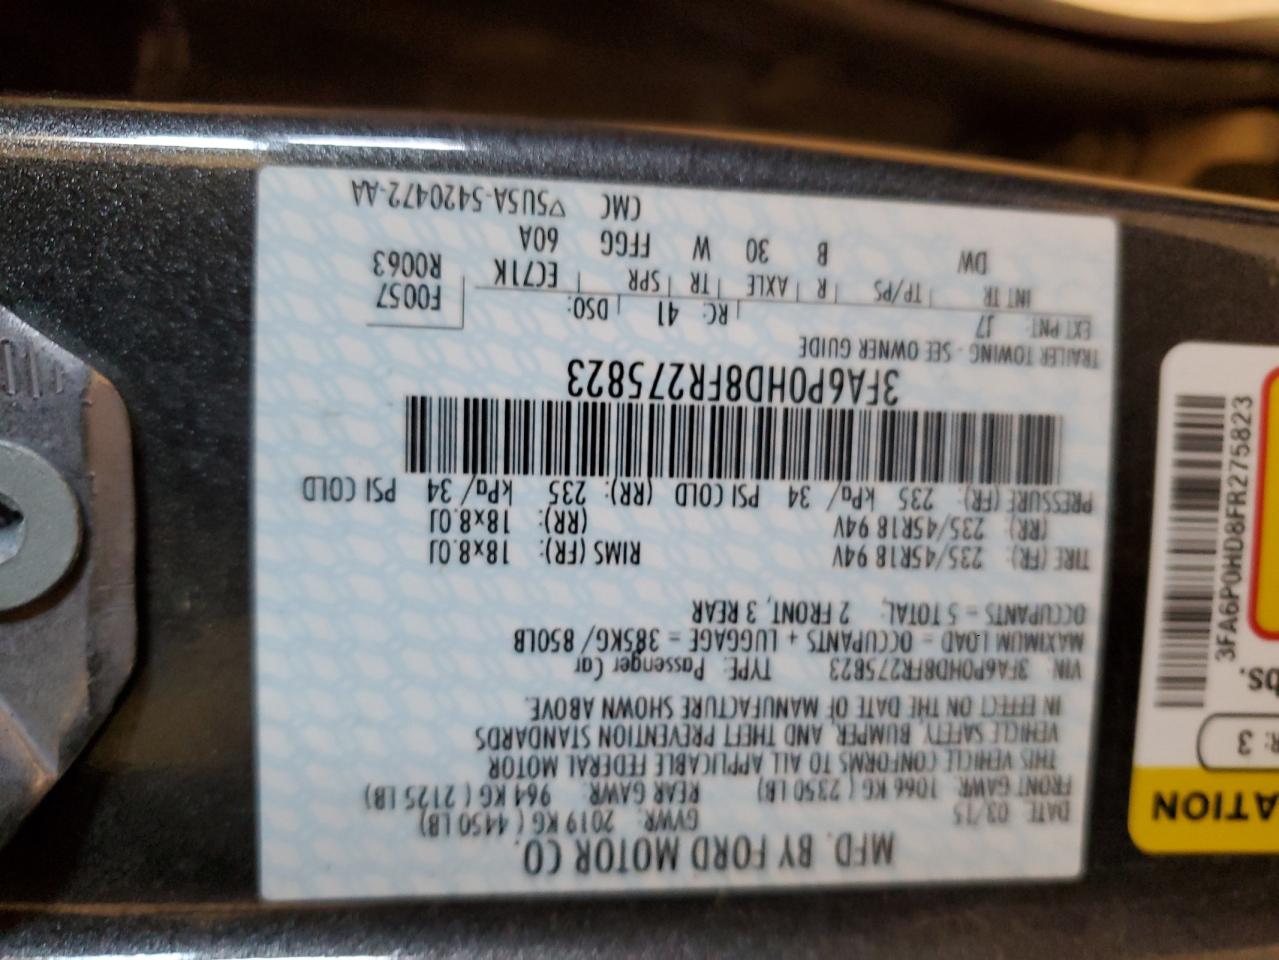 MFD. BY FORD MOTOR CO.
DATE: 03/15 GVWR: 2019 KG ( 4450 LB)
FRONT GAWR: 1066 KG ( 2350 LB) REAR GAWR: 964 KG ( 2125 LB)
THIS VEHICLE CONFORMS TO ALL APPLICABLE FEDERAL MOTOR
VEHICLE SAFETY, BUMPER, AND THEFT PREVENTION STANDARDS
IN EFFECT ON THE DATE OF MANUFACTURE SHOWN ABOVE.
VIN: 3FA6P0HD8FR275823 TYPE: Passenger Car
MAXIMUM LOAD = OCCUPANTS + LUGGAGE = 385KG/ 850LB
OCCUPANTS = 5 TOTAL: 2 FRONT, 3 REAR
TIRE (FR): 235/45R18 94V RIMS (FR): 18x8.0J
(RR): 235/45R18 94V (RR): 18x8.0J
PRESSURE (FR): 235 kPa/ 34 PSI COLD (RR): 235 kPa/ 34 PSI COLD
3FA6P0HD8FR275823
TRAILER TOWING - SEE OWNER GUIDE
EXT PNT: J7 RC: 41 DSO: F0057
INT TR TP/PS R AXLE TR SPR EC71K R0063
DW B 30 W FFGG 60A
CMC ▽5U5A-5420472-AA
ATION
R: 3
bs.
3FA6P0HD8FR275823